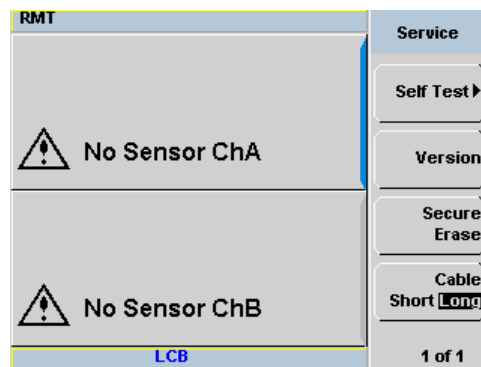 RMT
Service
Self Test
No Sensor ChA
Version
Secure
Erase
Cable
Short Long
No Sensor ChB
LCB
1 of 1